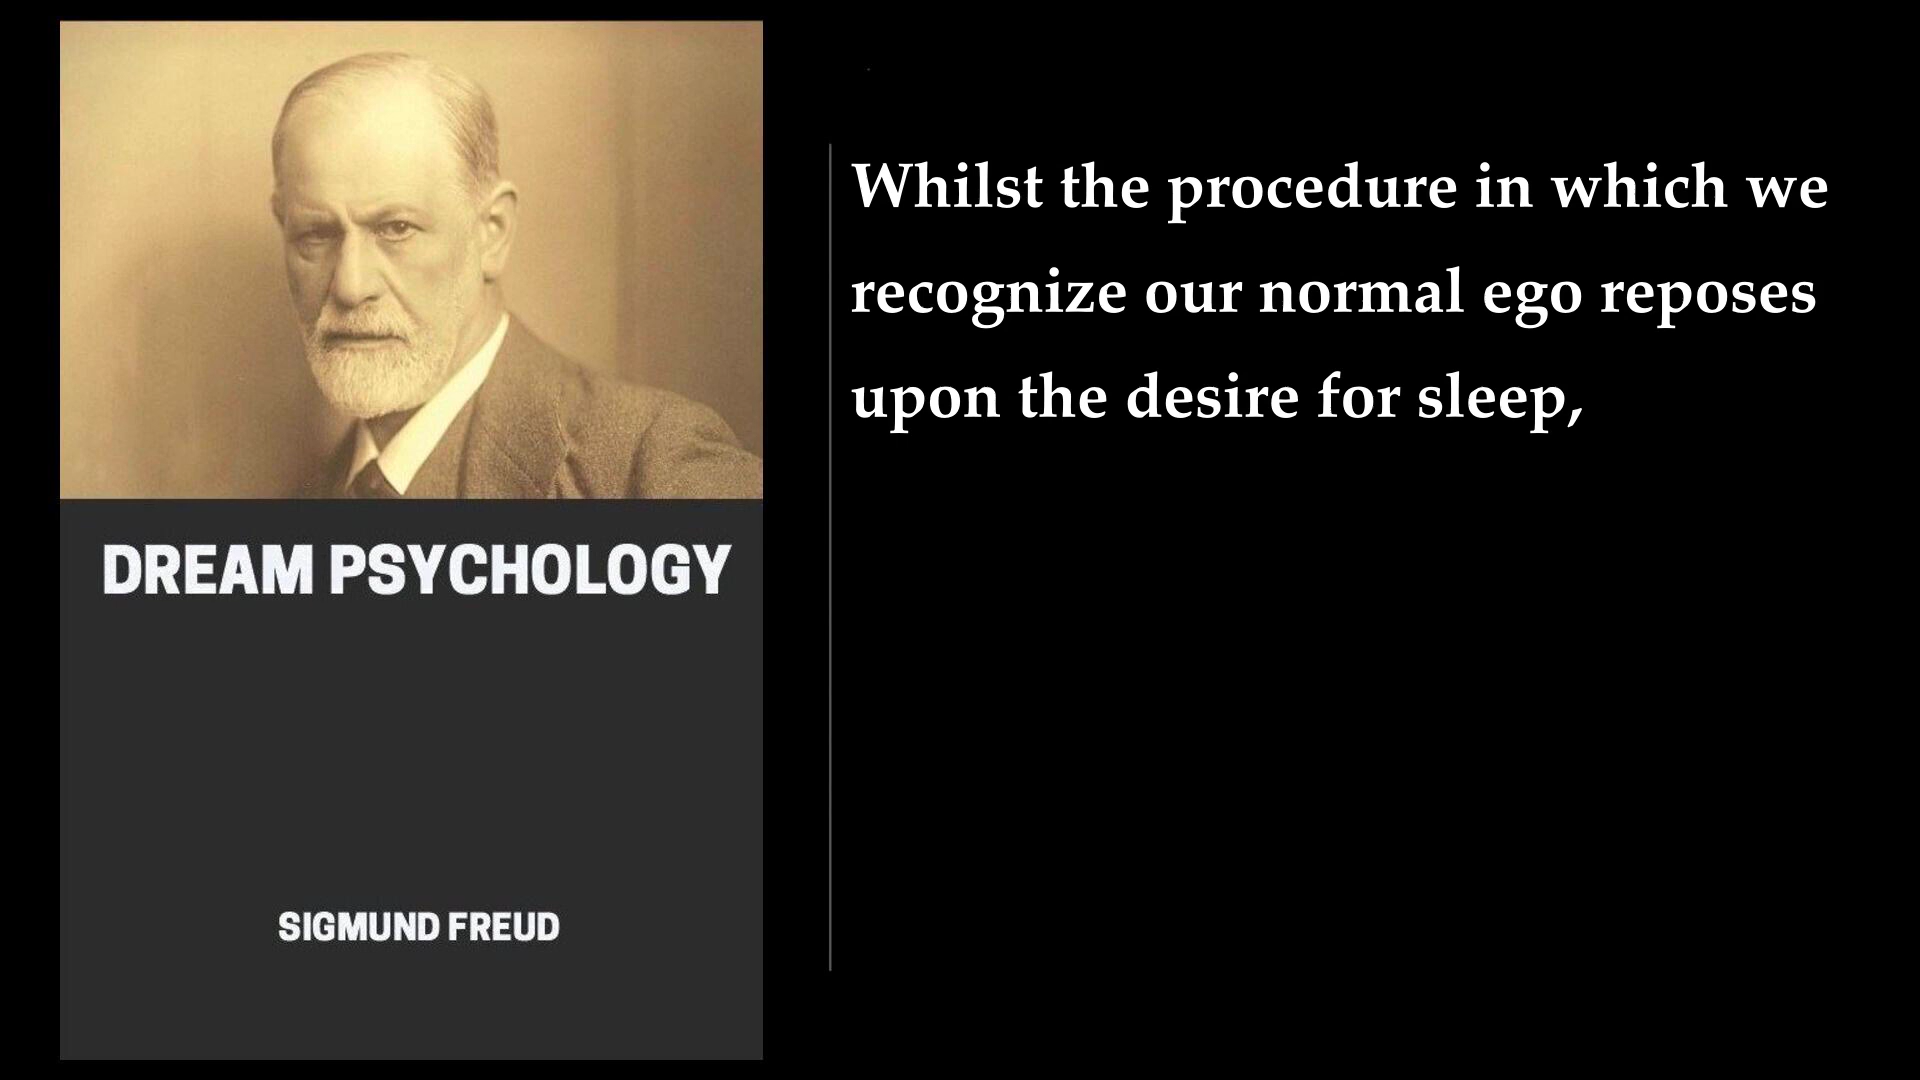 DREAM PSYCHOLOGY
SIGMUND FREUD
Whilst the procedure in which we
recognize our normal ego reposes
upon the desire for sleep,